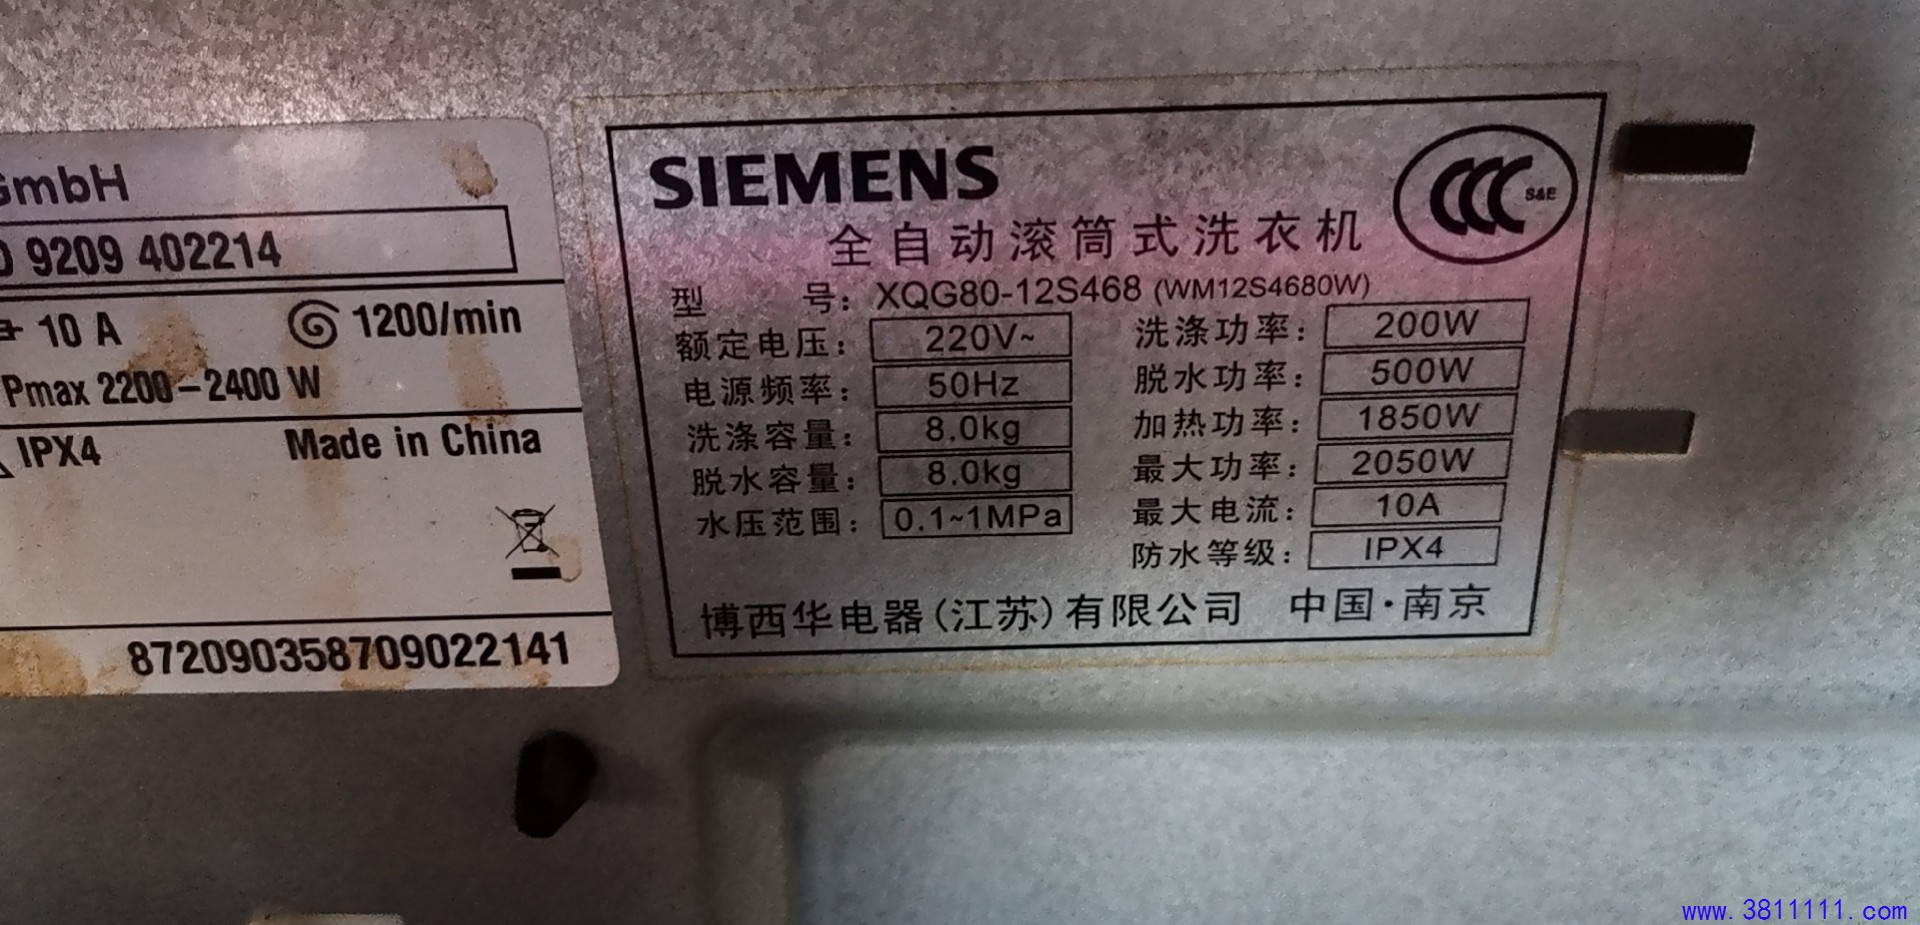 GmbH
9209 402214
10 A 1200/min
Pmax 2200-2400 W
IPX4 Made in China
872090358709022141
SIEMENS
CCC S&E
全自动滚筒式洗衣机
型 号: XQG80-12S468 (WM12S4680W)
额定电压: 220V~ 洗涤功率: 200W
电源频率: 50Hz 脱水功率: 500W
洗涤容量: 8.0kg 加热功率: 1850W
脱水容量: 8.0kg 最大功率: 2050W
水压范围: 0.1~1MPa 最大电流: 10A
防水等级: IPX4
博西华电器(江苏)有限公司 中国·南京
www.3811111.com